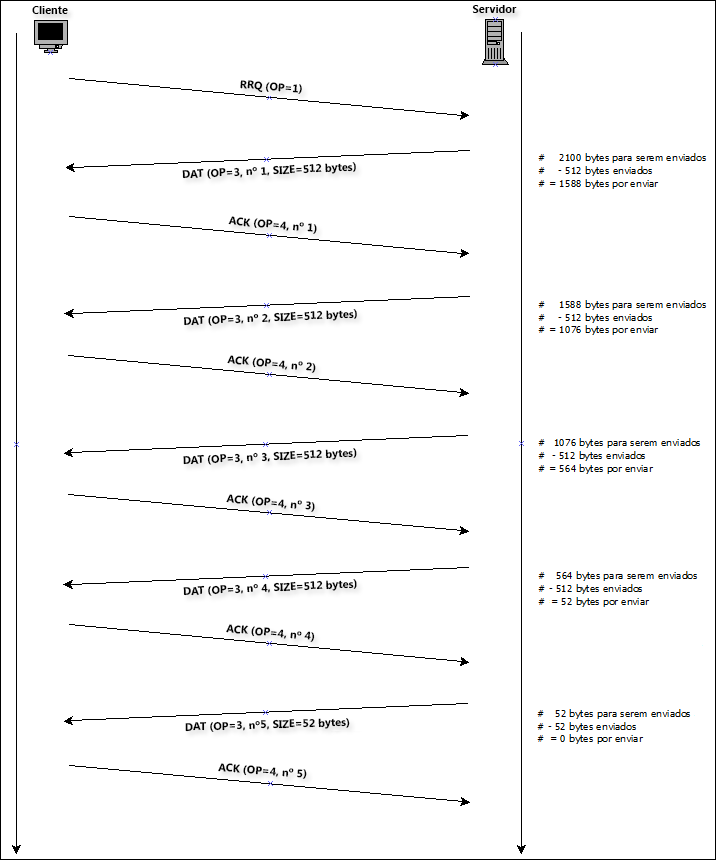 Cliente
Servidor
RRQ (OP=1)
DAT (OP=3, nº 1, SIZE=512 bytes)
# 2100 bytes para serem enviados
# - 512 bytes enviados
# = 1588 bytes por enviar
ACK (OP=4, nº 1)
DAT (OP=3, nº 2, SIZE=512 bytes)
# 1588 bytes para serem enviados
# - 512 bytes enviados
# = 1076 bytes por enviar
ACK (OP=4, nº 2)
DAT (OP=3, nº 3, SIZE=512 bytes)
# 1076 bytes para serem enviados
# - 512 bytes enviados
# = 564 bytes por enviar
ACK (OP=4, nº 3)
DAT (OP=3, nº 4, SIZE=512 bytes)
# 564 bytes para serem enviados
# - 512 bytes enviados
# = 52 bytes por enviar
ACK (OP=4, nº 4)
DAT (OP=3, nº5, SIZE=52 bytes)
# 52 bytes para serem enviados
# - 52 bytes enviados
# = 0 bytes por enviar
ACK (OP=4, nº 5)